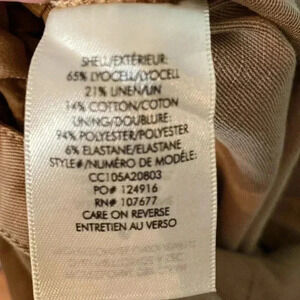 SHELL/EXTÉRIEUR:
65% LYOCELL/LYOCELL
21% LINEN/LIN
14% COTTON/COTON
LINING/DOUBLURE:
94% POLYESTER/POLYESTER
6% ELASTANE/ELASTANE
STYLE#/NUMÉRO DE MODÈLE:
CC105A20803
PO# 124916
RN# 107677
CARE ON REVERSE
ENTRETIEN AU VERSO